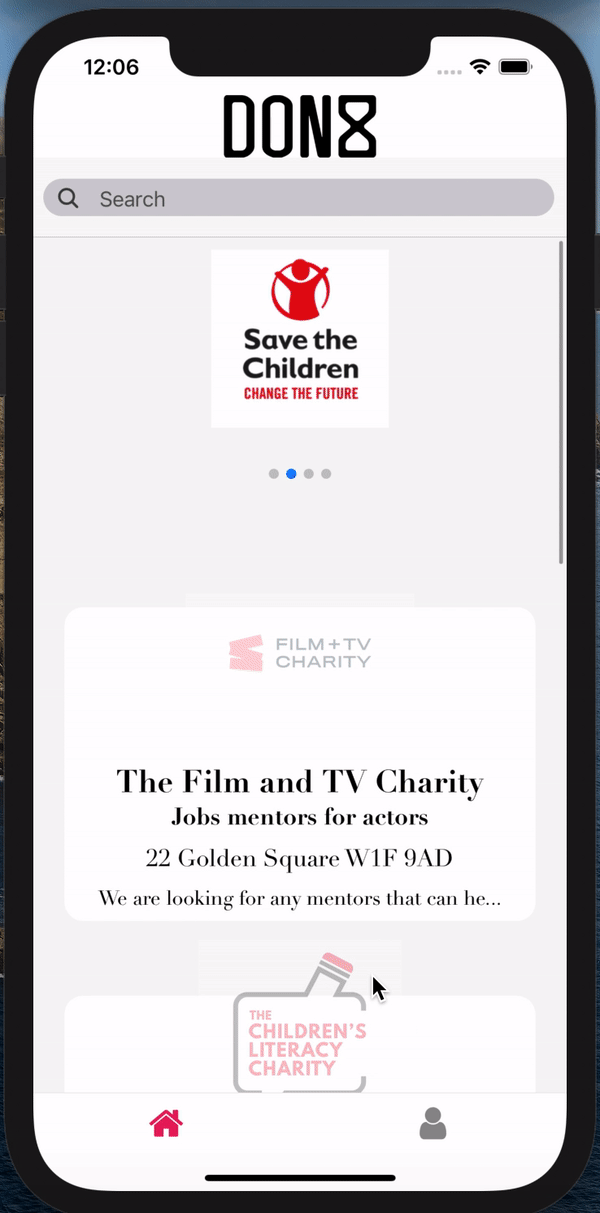 12:06
DON8
Search
Save the
Children
CHANGE THE FUTURE
FILM+TV
CHARITY
The Film and TV Charity
Jobs mentors for actors
22 Golden Square W1F 9AD
We are looking for any mentors that can he...
THE
CHILDREN'S
LITERACY
CHARITY